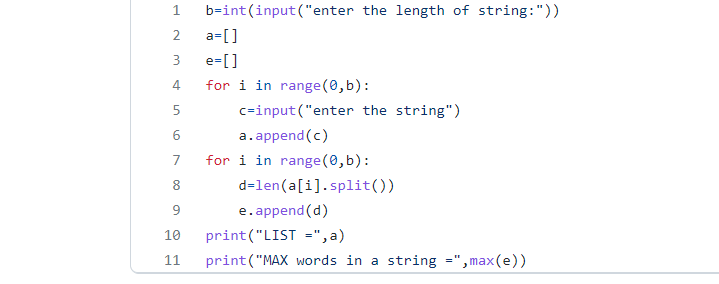 1 b=int(input("enter the length of string:"))
2 a=[]
3 e=[]
4 for i in range(0,b):
5     c=input("enter the string")
6     a.append(c)
7 for i in range(0,b):
8     d=len(a[i].split())
9     e.append(d)
10 print("LIST =",a)
11 print("MAX words in a string =",max(e))